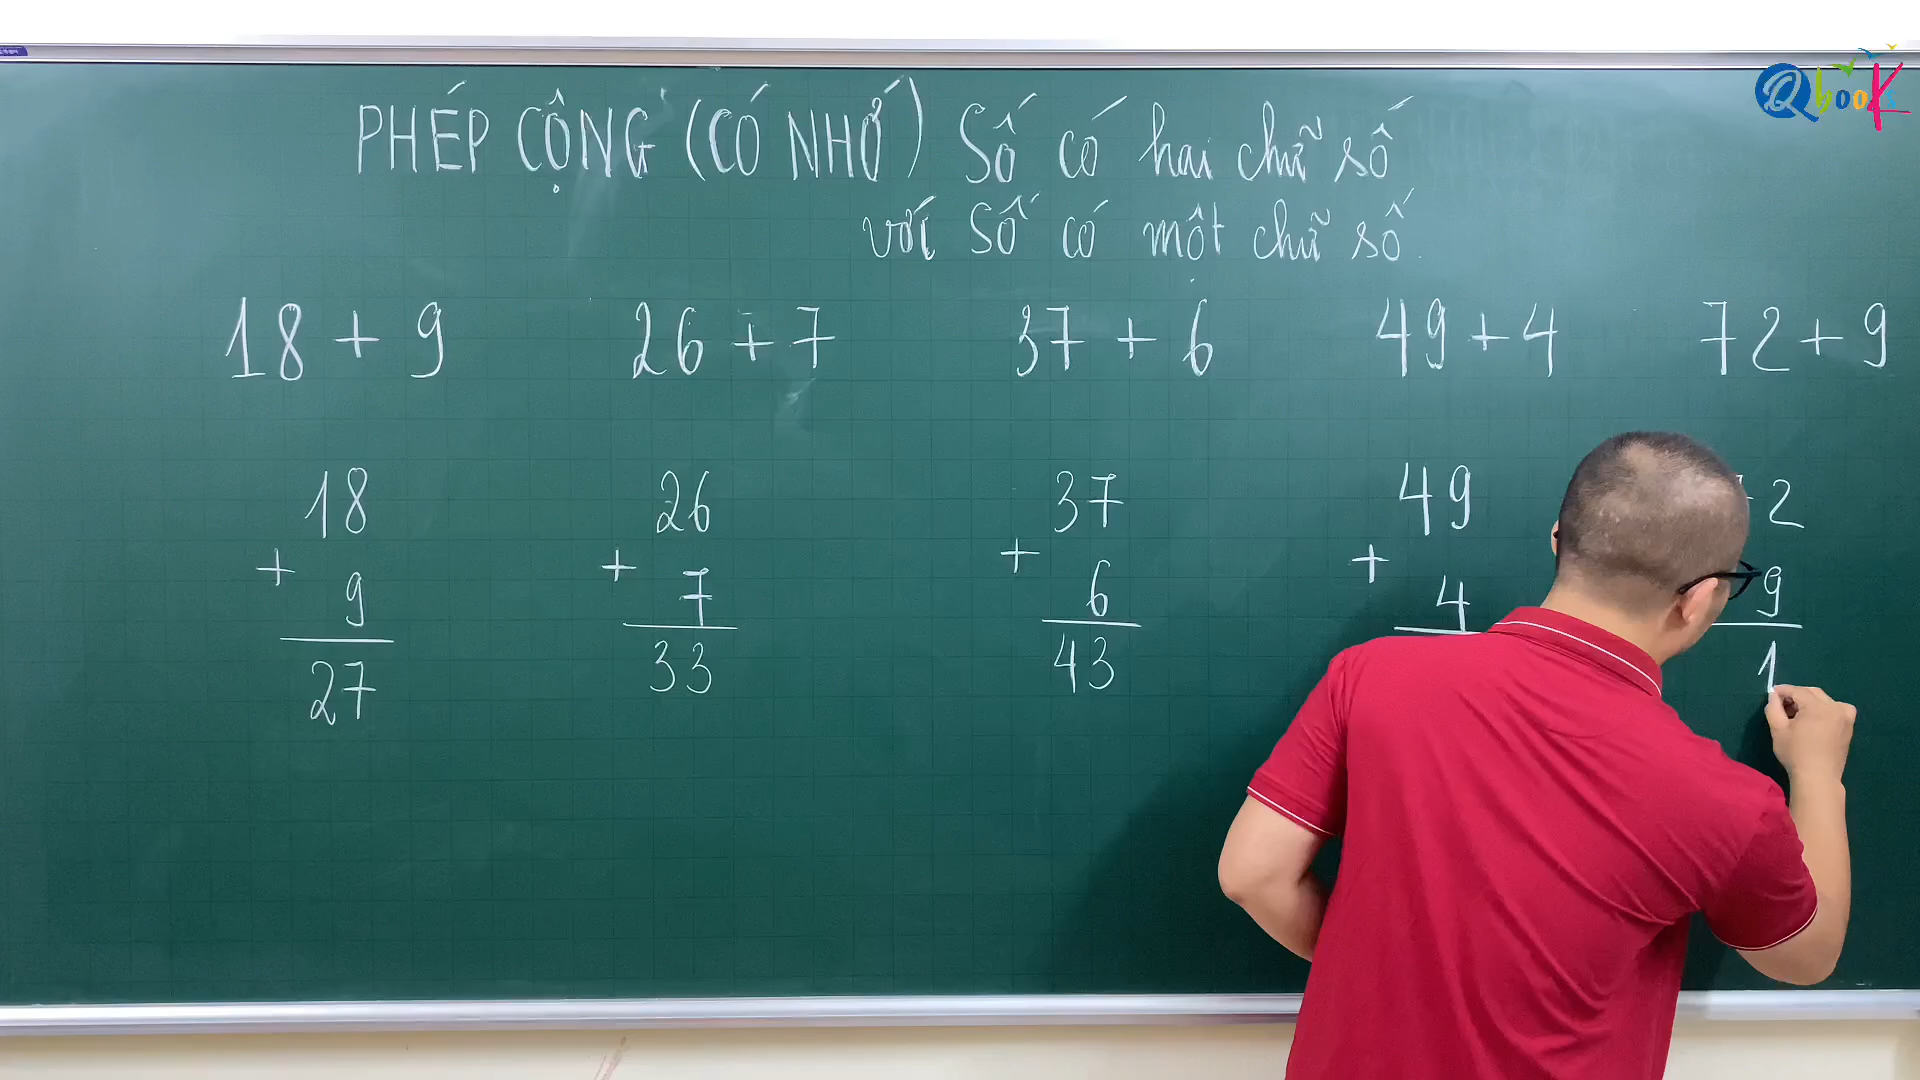 Qbook
PHÉP CỘNG (CÓ NHỚ) Số có hai chữ số
với số có một chữ số.
18 + 9
26 + 7
37 + 6
49 + 4
72 + 9
18
+
9
27
26
+
7
33
37
+
6
43
49
+
4
2
9
1